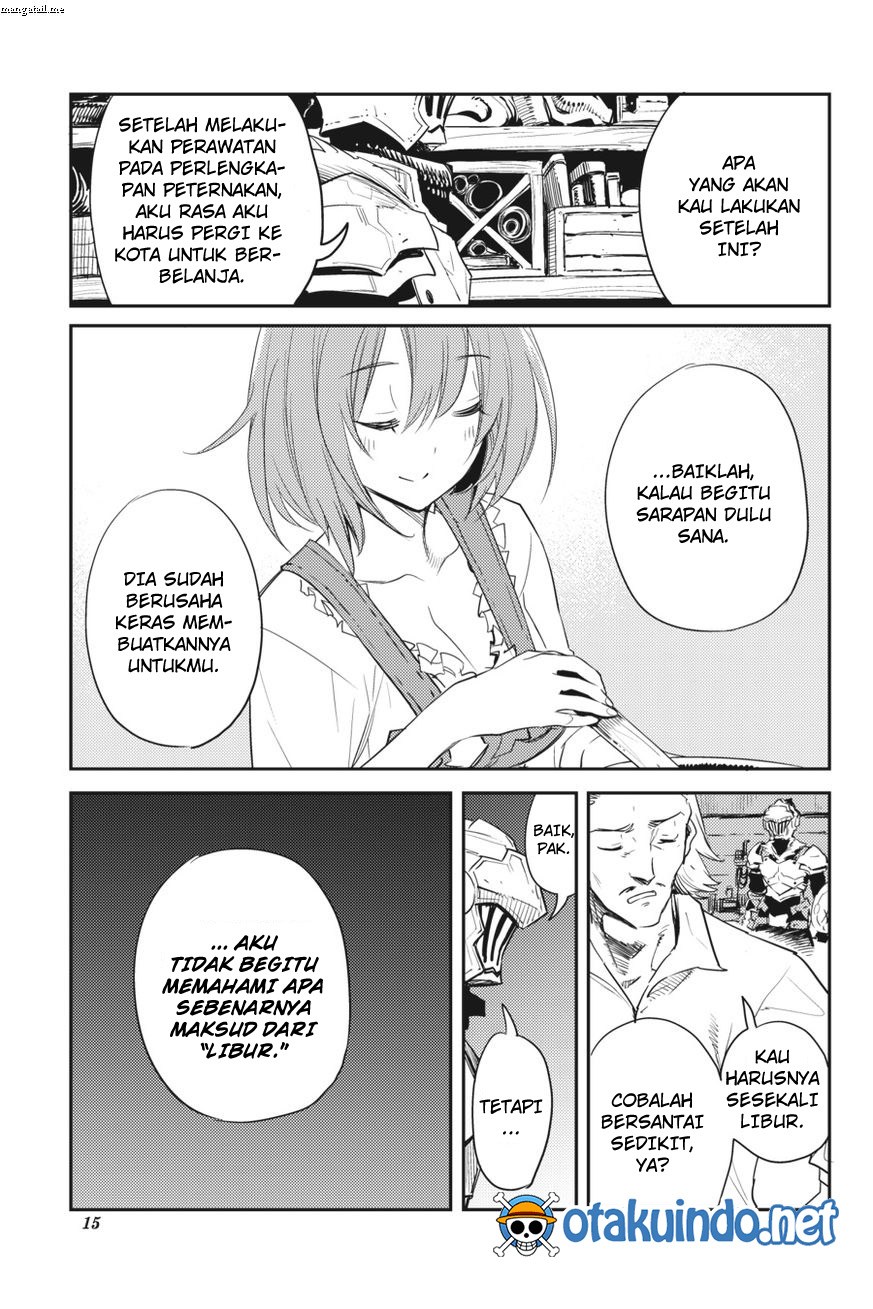 mangatail.me
APA
YANG AKAN
KAU LAKUKAN
SETELAH
INI?
SETELAH MELAKU-
KAN PERAWATAN
PADA PERLENGKA-
PAN PETERNAKAN,
AKU RASA AKU
HARUS PERGI KE
KOTA UNTUK BER-
BELANJA.
...BAIKLAH,
KALAU BEGITU
SARAPAN DULU
SANA.
DIA SUDAH
BERUSAHA
KERAS MEM-
BUATKANNYA
UNTUKMU.
KAU
HARUSNYA
SESEKALI
LIBUR.
COBALAH
BERSANTAI
SEDIKIT,
YA?
BAIK,
PAK.
TETAPI
...
... AKU
TIDAK BEGITU
MEMAHAMI APA
SEBENARNYA
MAKSUD DARI
"LIBUR."
15
otakuindo.net